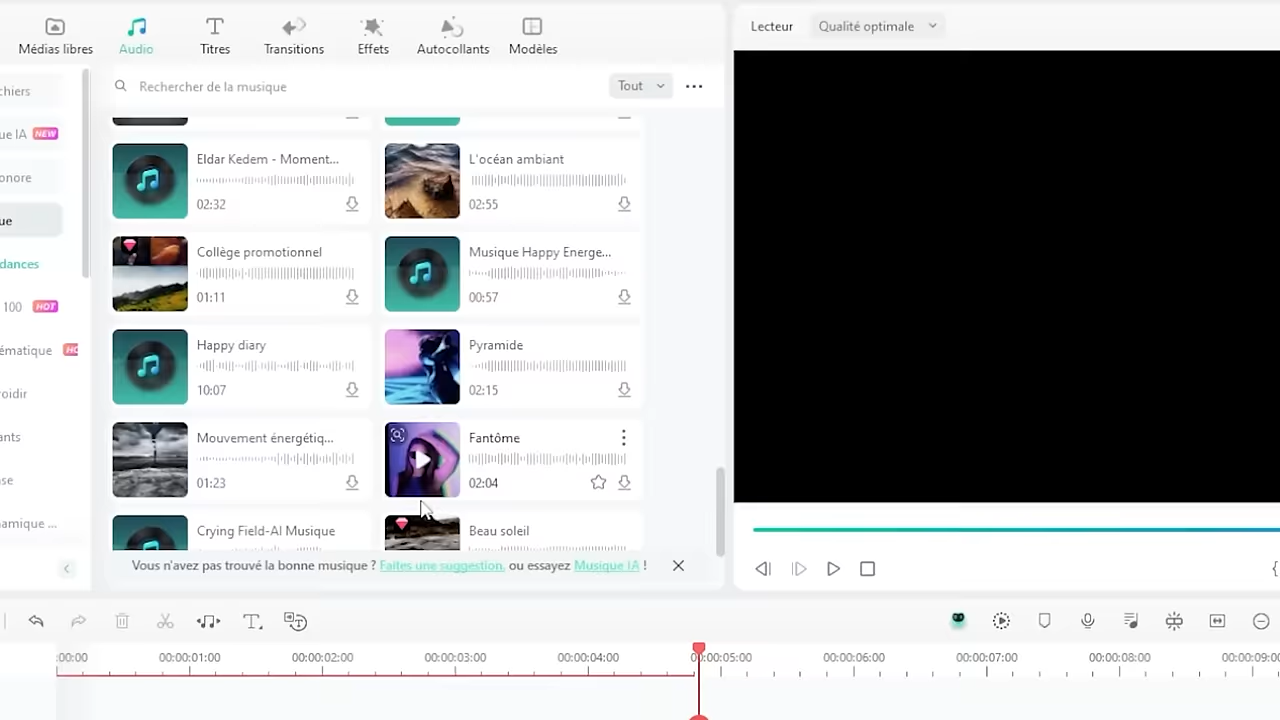 Médias libres
Audio
Titres
Transitions
Effets
Autocollants
Modèles
Lecteur
Qualité optimale
chiers
Rechercher de la musique
Tout
ue IA NEW
onore
ue
dances
100 HOT
ématique
roidir
ants
se
namique ...
Eldar Kedem - Moment...
02:32
L'océan ambiant
02:55
Collège promotionnel
01:11
Musique Happy Energe...
00:57
Happy diary
10:07
Pyramide
02:15
Mouvement énergétiq...
01:23
Fantôme
02:04
Crying Field-AI Musique
Beau soleil
Vous n'avez pas trouvé la bonne musique ? Faites une suggestion, ou essayez Musique IA !
:00:00
00:00:01:00
00:00:02:00
00:00:03:00
00:00:04:00
00:00:05:00
00:00:06:00
00:00:07:00
00:00:08:00
00:00:09:00